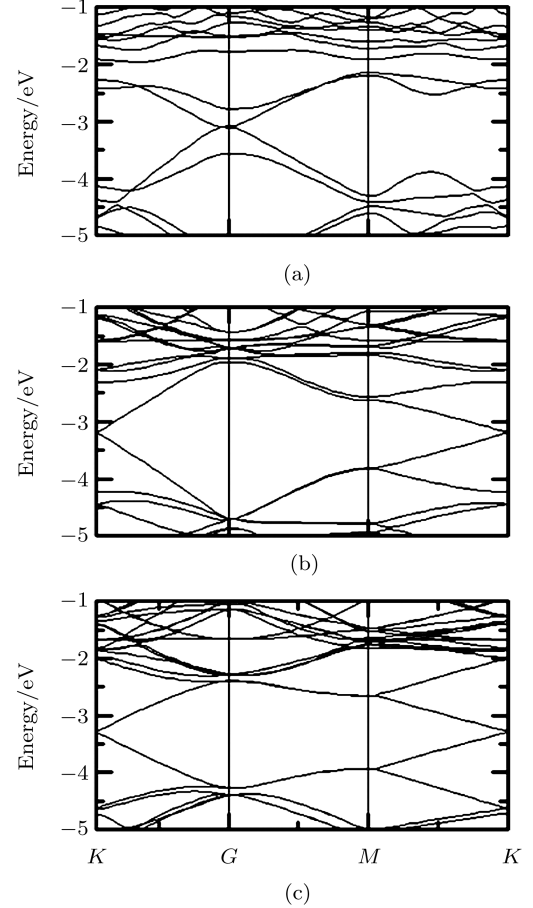 −1
−2
−3
−4
−5
Energy/eV
(a)
−1
−2
−3
−4
−5
Energy/eV
(b)
−1
−2
−3
−4
−5
Energy/eV
K G M K
(c)